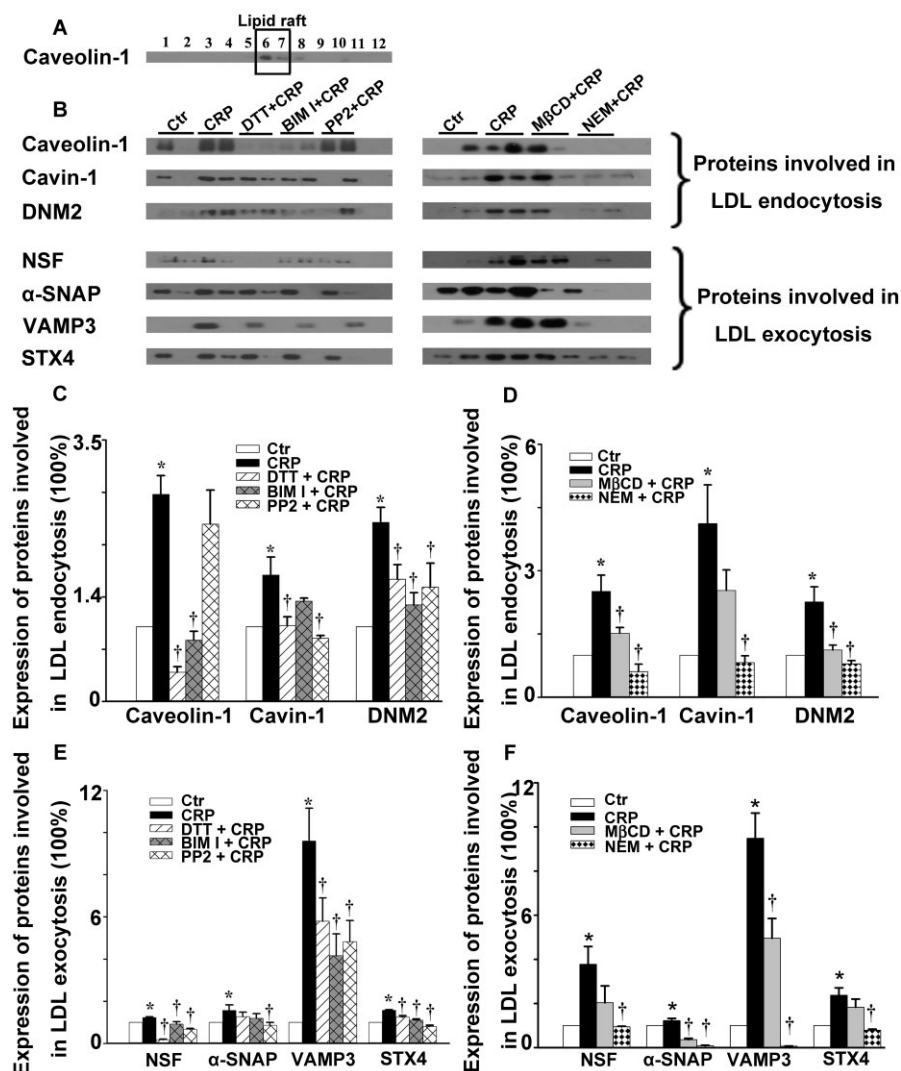 Lipid raft
A
1 2 3 4 5 6 7 8 9 10 11 12
Caveolin-1
B
Ctr CRP DTT+CRP BIM I+CRP PP2+CRP
Ctr CRP MβCD+CRP NEM+CRP
Caveolin-1
Cavin-1
DNM2
Proteins involved in
LDL endocytosis
NSF
α-SNAP
VAMP3
STX4
Proteins involved in
LDL exocytosis
C
Expression of proteins involved
in LDL endocytosis (100%)
3.5
1.4
0
Ctr
CRP
DTT + CRP
BIM I + CRP
PP2 + CRP
* † † * † † * † † †
Caveolin-1 Cavin-1 DNM2
D
Expression of proteins involved
in LDL endocytosis (100%)
6
3
0
Ctr
CRP
MβCD + CRP
NEM + CRP
* † † * † * † †
Caveolin-1 Cavin-1 DNM2
E
Expression of proteins involved
in LDL exocytosis (100%)
12
6
0
Ctr
CRP
DTT + CRP
BIM I + CRP
PP2 + CRP
* † † † * † * † † † * † † †
NSF α-SNAP VAMP3 STX4
F
Expression of proteins involved
in LDL exocytosis (100%)
12
6
0
Ctr
CRP
MβCD + CRP
NEM + CRP
* † * † † * † † * †
NSF α-SNAP VAMP3 STX4